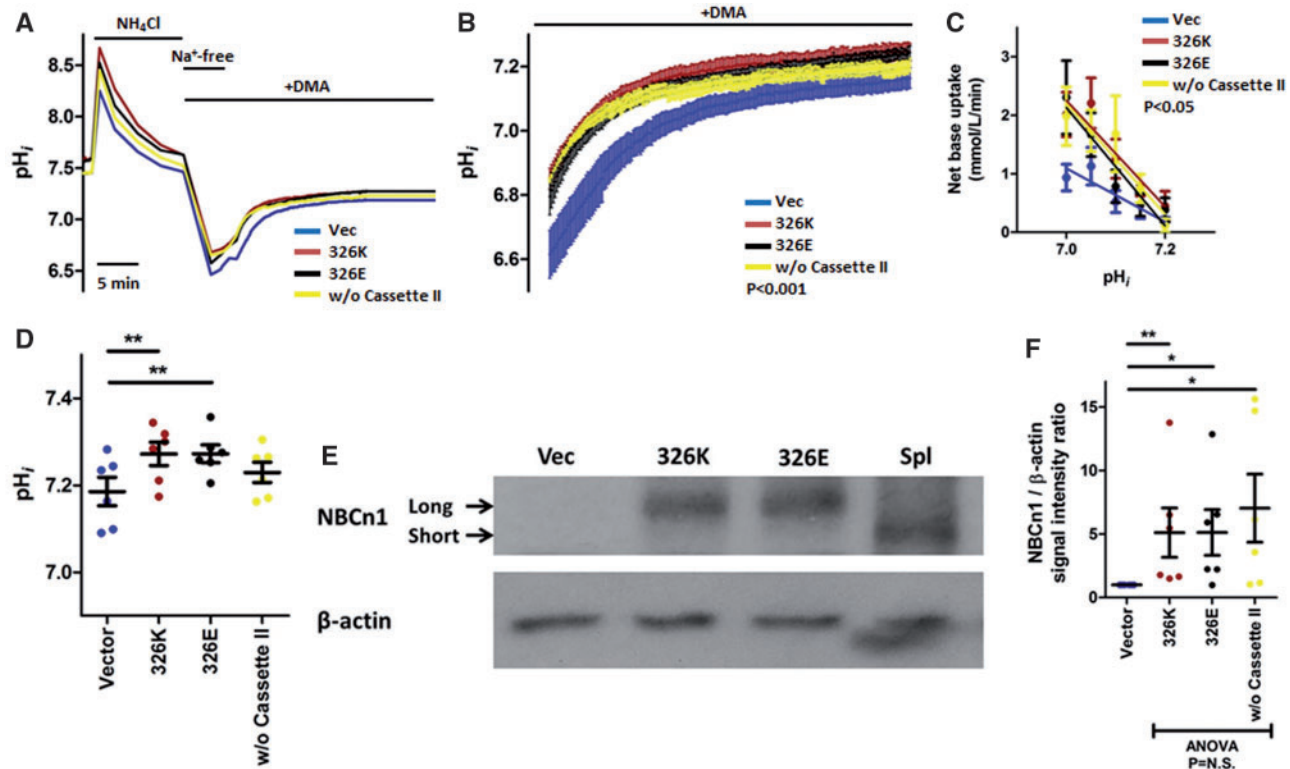 A
NH4Cl
Na+-free
+DMA
8.5
8.0
7.5
7.0
6.5
pHi
Vec
326K
326E
w/o Cassette II
5 min
B
+DMA
7.2
7.0
6.8
6.6
pHi
Vec
326K
326E
w/o Cassette II
P<0.001
C
Vec
326K
326E
w/o Cassette II
P<0.05
3
2
1
0
Net base uptake
(mmol/L/min)
7.0
7.2
pHi
D
**
**
7.4
7.2
7.0
pHi
Vector
326K
326E
w/o Cassette II
E
Vec 326K 326E Spl
NBCn1
Long
Short
β-actin
F
**
*
*
15
10
5
0
NBCn1 / β-actin
signal intensity ratio
Vector
326K
326E
w/o Cassette II
ANOVA
P=N.S.